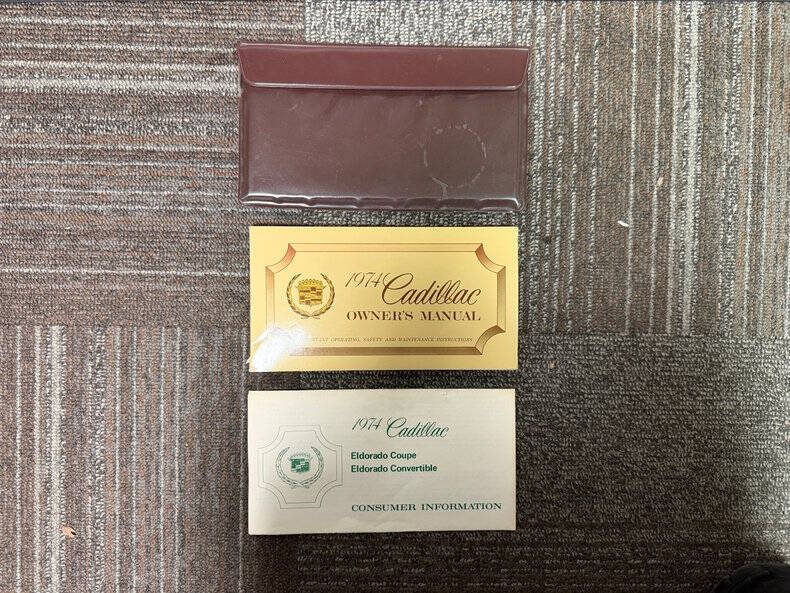 1974 Cadillac
OWNER'S MANUAL
OPERATING, SAFETY AND MAINTENANCE INSTRUCTIONS
1974 Cadillac
Eldorado Coupe
Eldorado Convertible
CONSUMER INFORMATION